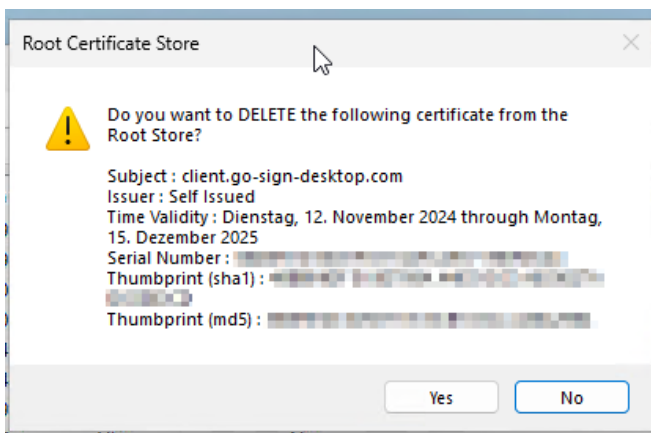 Root Certificate Store
Do you want to DELETE the following certificate from the
Root Store?
Subject : client.go-sign-desktop.com
Issuer : Self Issued
Time Validity : Dienstag, 12. November 2024 through Montag,
15. Dezember 2025
Serial Number :
Thumbprint (sha1) :
Thumbprint (md5) :
Yes
No